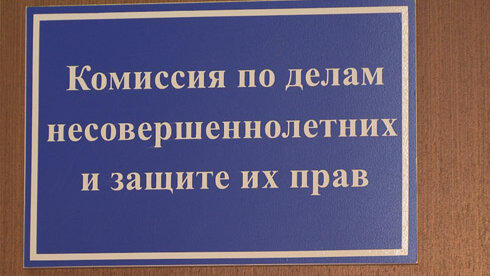 Комиссия по делам
несовершеннолетних
и защите их прав